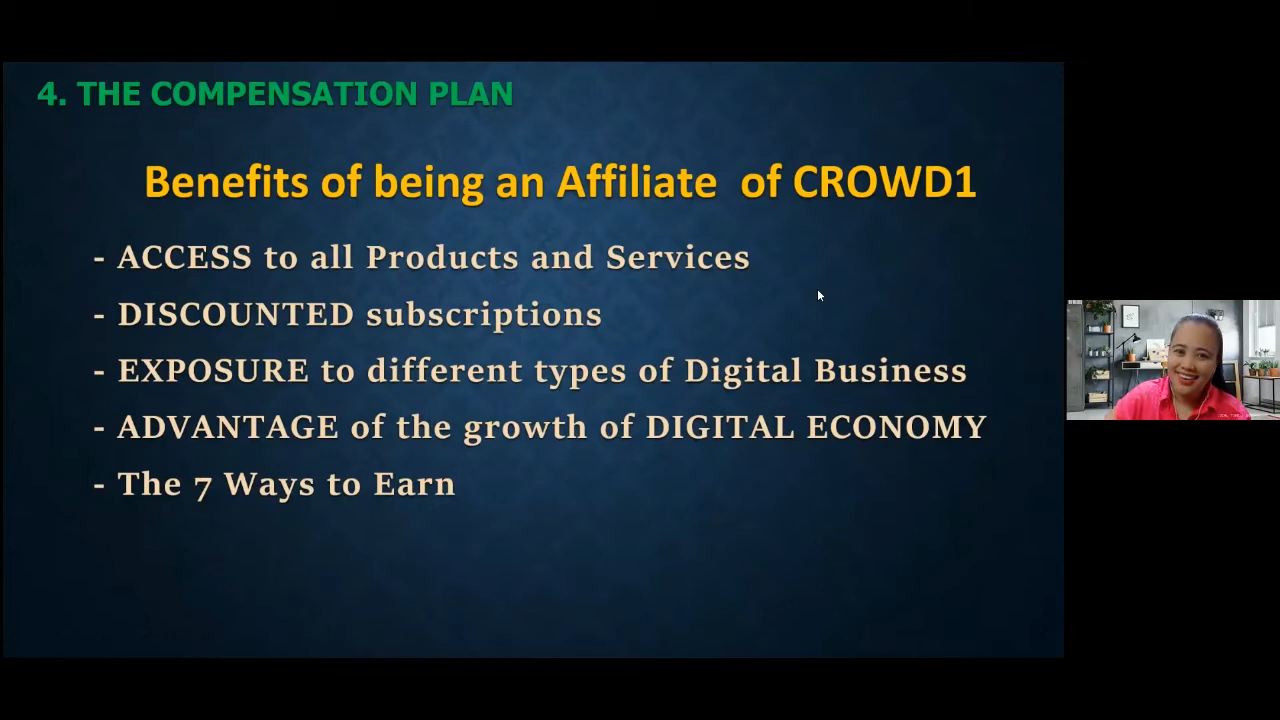 4. THE COMPENSATION PLAN
Benefits of being an Affiliate of CROWD1
- ACCESS to all Products and Services
- DISCOUNTED subscriptions
- EXPOSURE to different types of Digital Business
- ADVANTAGE of the growth of DIGITAL ECONOMY
- The 7 Ways to Earn